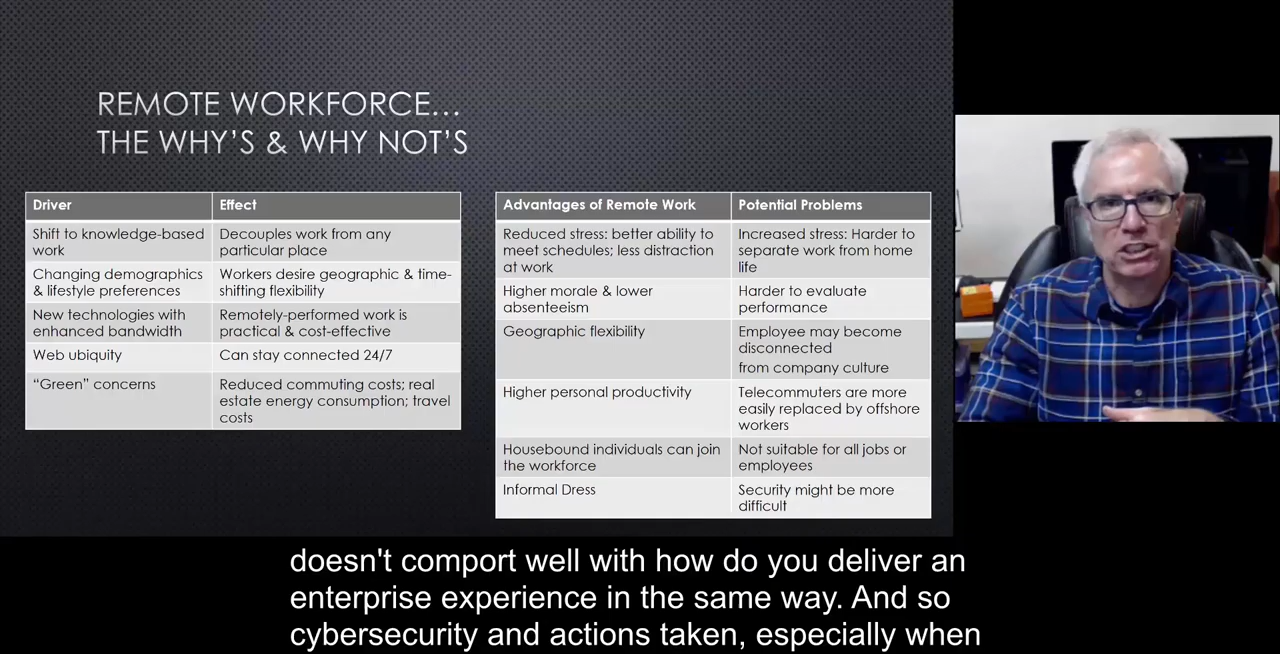 REMOTE WORKFORCE...
THE WHY'S & WHY NOT'S
Driver
Effect
Shift to knowledge-based
work
Decouples work from any
particular place
Changing demographics
& lifestyle preferences
Workers desire geographic & time-
shifting flexibility
New technologies with
enhanced bandwidth
Remotely-performed work is
practical & cost-effective
Web ubiquity
Can stay connected 24/7
“Green” concerns
Reduced commuting costs; real
estate energy consumption; travel
costs
Advantages of Remote Work
Potential Problems
Reduced stress: better ability to
meet schedules; less distraction
at work
Increased stress: Harder to
separate work from home
life
Higher morale & lower
absenteeism
Harder to evaluate
performance
Geographic flexibility
Employee may become
disconnected
from company culture
Higher personal productivity
Telecommuters are more
easily replaced by offshore
workers
Housebound individuals can join
the workforce
Not suitable for all jobs or
employees
Informal Dress
Security might be more
difficult
doesn't comport well with how do you deliver an
enterprise experience in the same way. And so
cybersecurity and actions taken, especially when